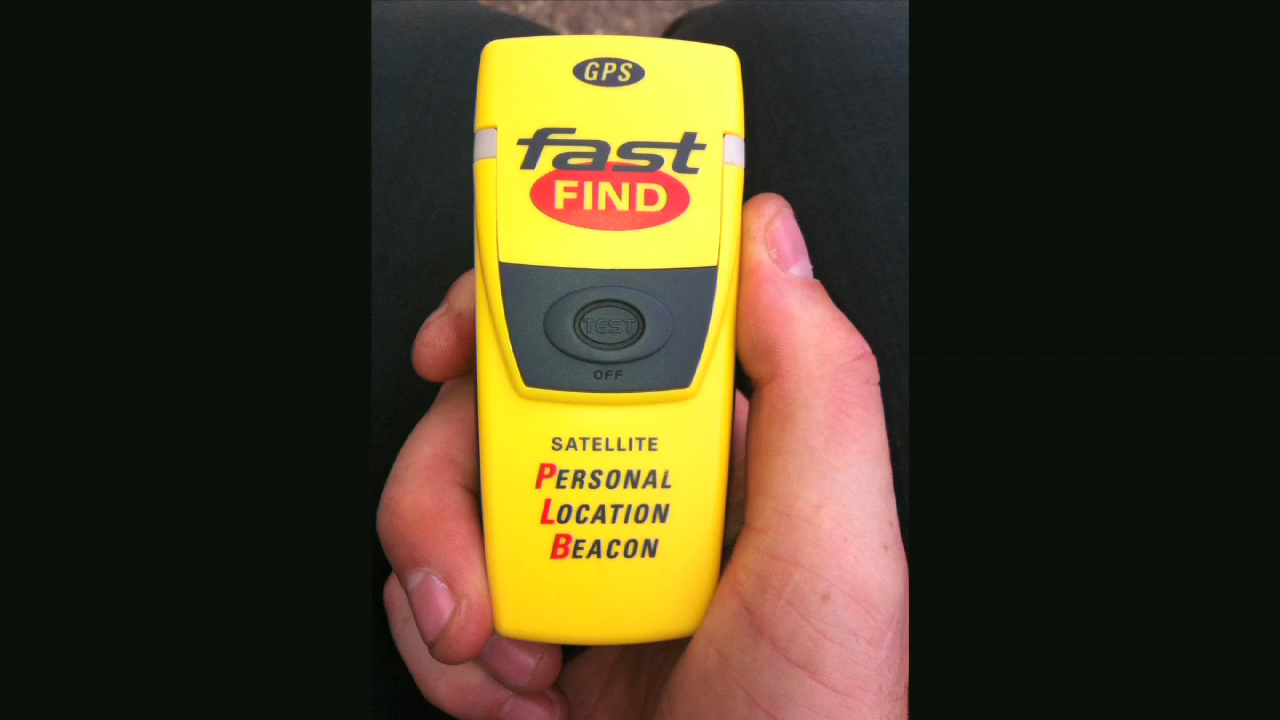 GPS
fast
FIND
TEST
OFF
SATELLITE
PERSONAL
LOCATION
BEACON